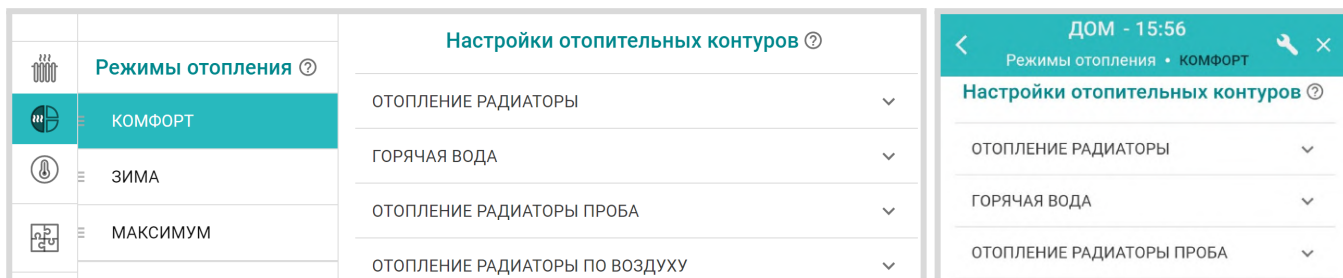 Режимы отопления
КОМФОРТ
ЗИМА
МАКСИМУМ
Настройки отопительных контуров
ОТОПЛЕНИЕ РАДИАТОРЫ
ГОРЯЧАЯ ВОДА
ОТОПЛЕНИЕ РАДИАТОРЫ ПРОБА
ОТОПЛЕНИЕ РАДИАТОРЫ ПО ВОЗДУХУ
ДОМ - 15:56
Режимы отопления • КОМФОРТ
Настройки отопительных контуров
ОТОПЛЕНИЕ РАДИАТОРЫ
ГОРЯЧАЯ ВОДА
ОТОПЛЕНИЕ РАДИАТОРЫ ПРОБА